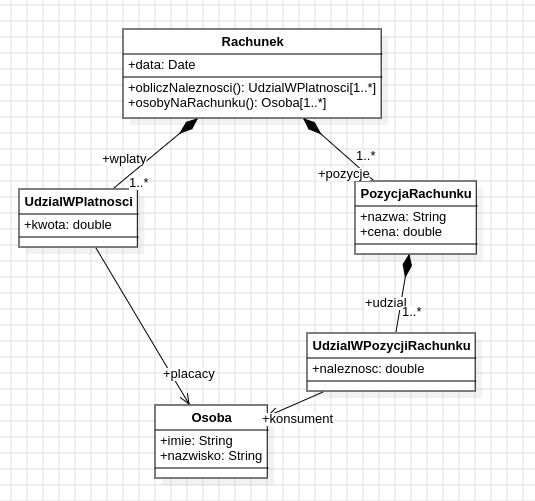 Rachunek
+data: Date
+obliczNaleznosci(): UdzialWPlatnosci[1..*]
+osobyNaRachunku(): Osoba[1..*]
+wplaty
1..*
1..*
+pozycje
UdzialWPlatnosci
+kwota: double
PozycjaRachunku
+nazwa: String
+cena: double
+udzial
1..*
UdzialWPozycjiRachunku
+naleznosc: double
+placacy
+konsument
Osoba
+imie: String
+nazwisko: String